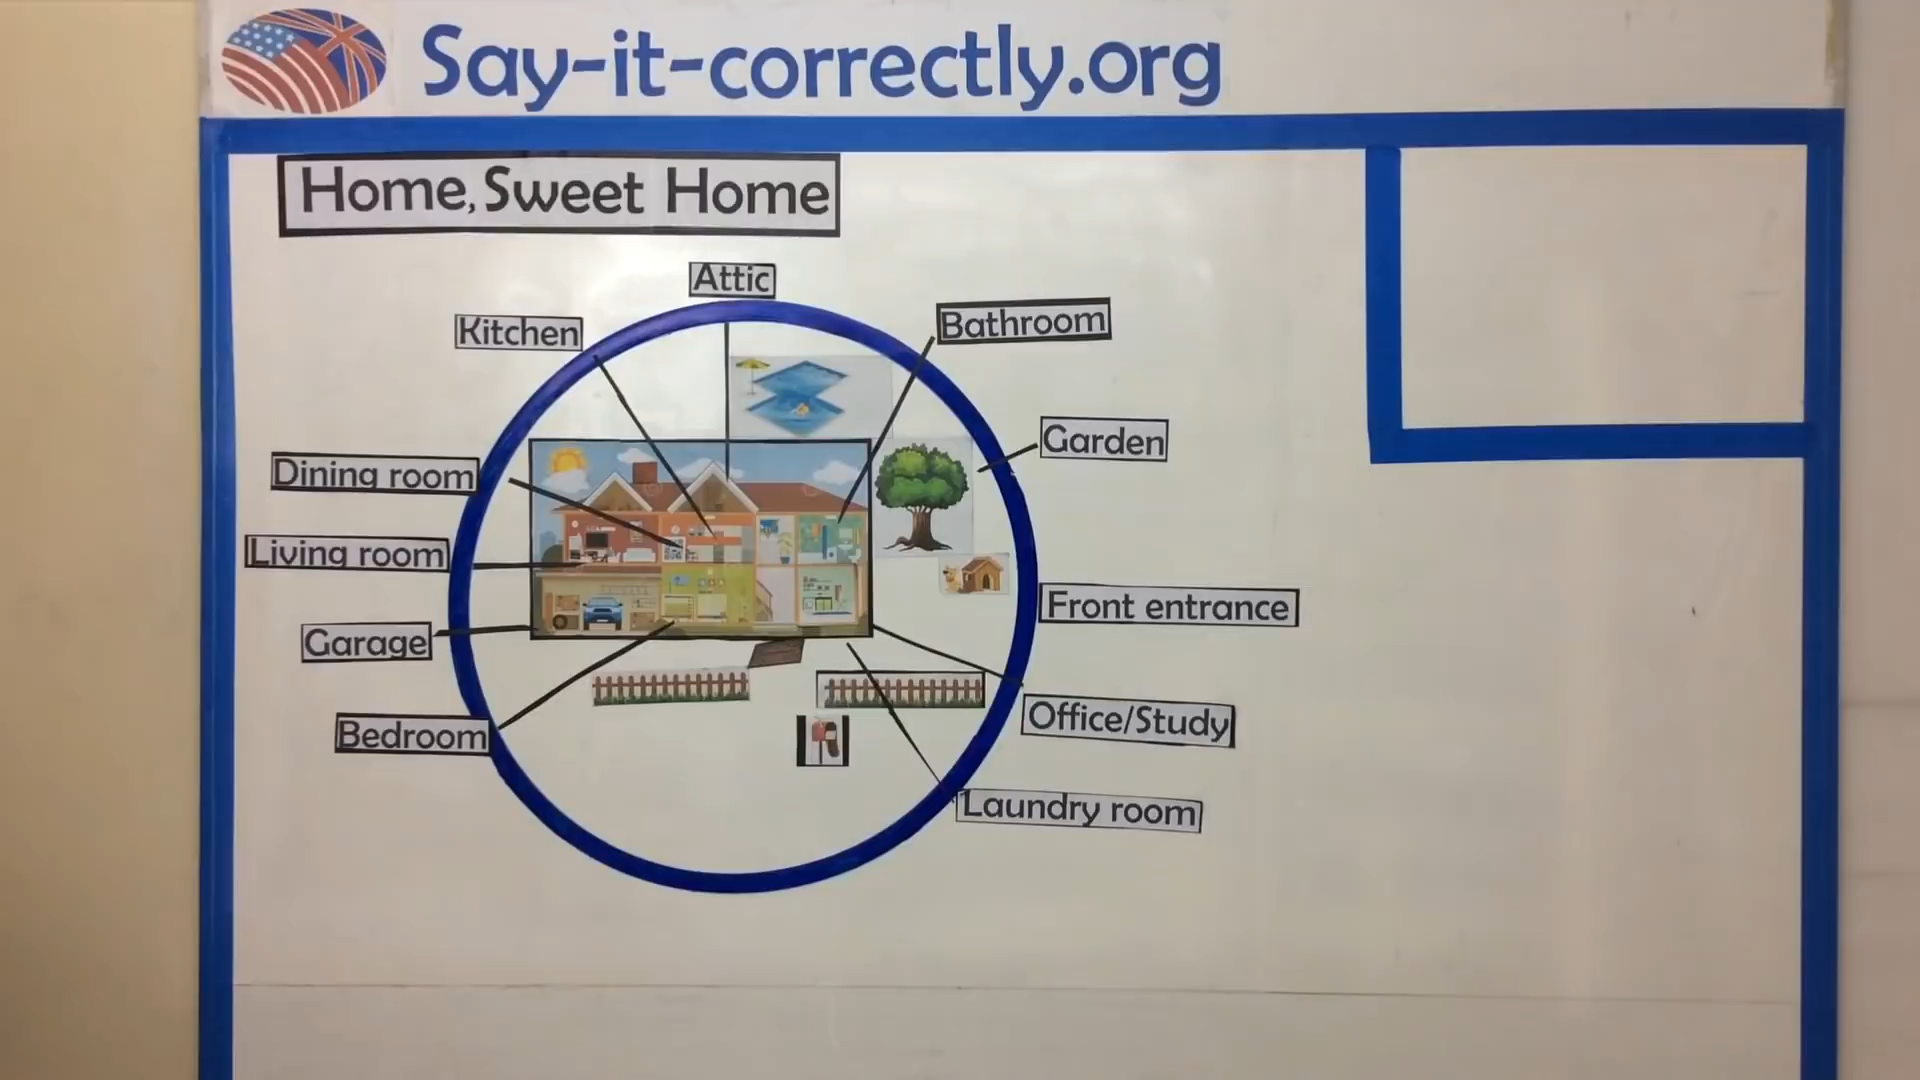 Say-it-correctly.org
Home, Sweet Home
Attic
Kitchen
Bathroom
Garden
Dining room
Living room
Front entrance
Garage
Office/Study
Bedroom
Laundry room